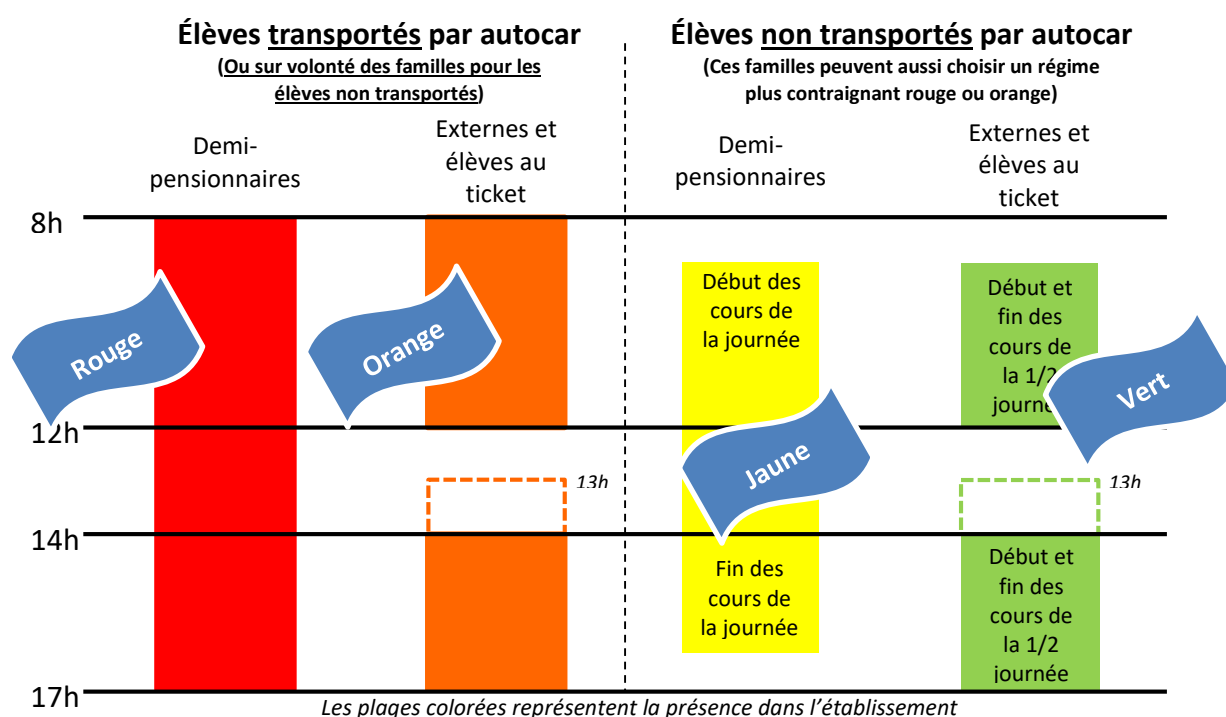 Élèves transportés par autocar
(Ou sur volonté des familles pour les
élèves non transportés)
Élèves non transportés par autocar
(Ces familles peuvent aussi choisir un régime
plus contraignant rouge ou orange)
Demi-
pensionnaires
Externes et
élèves au
ticket
Demi-
pensionnaires
Externes et
élèves au
ticket
8h
Rouge
Orange
Début des
cours de
la journée
Début et
fin des
cours de
la 1/2
journé
Vert
12h
Jaune
13h
13h
14h
Fin des
cours de
la journée
Début et
fin des
cours de
la 1/2
journée
17h
Les plages colorées représentent la présence dans l'établissement